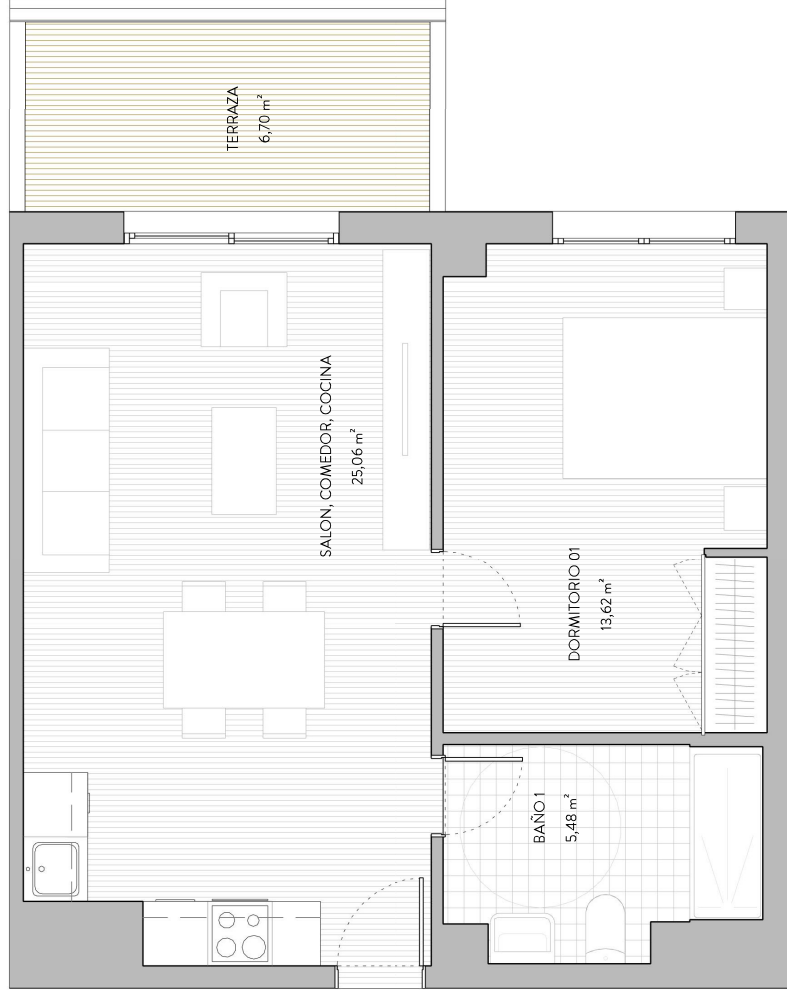 TERRAZA
6,70 m²
SALON, COMEDOR, COCINA
25,06 m²
DORMITORIO 01
13,62 m²
BAÑO 1
5,48 m²